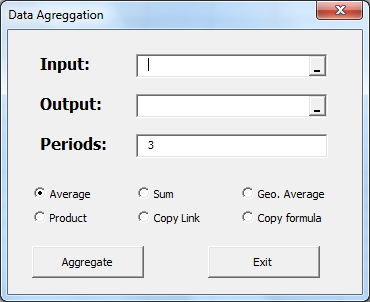 Data Agreggation
Input:
Output:
Periods: 3
Average Sum Geo. Average
Product Copy Link Copy formula
Aggregate Exit